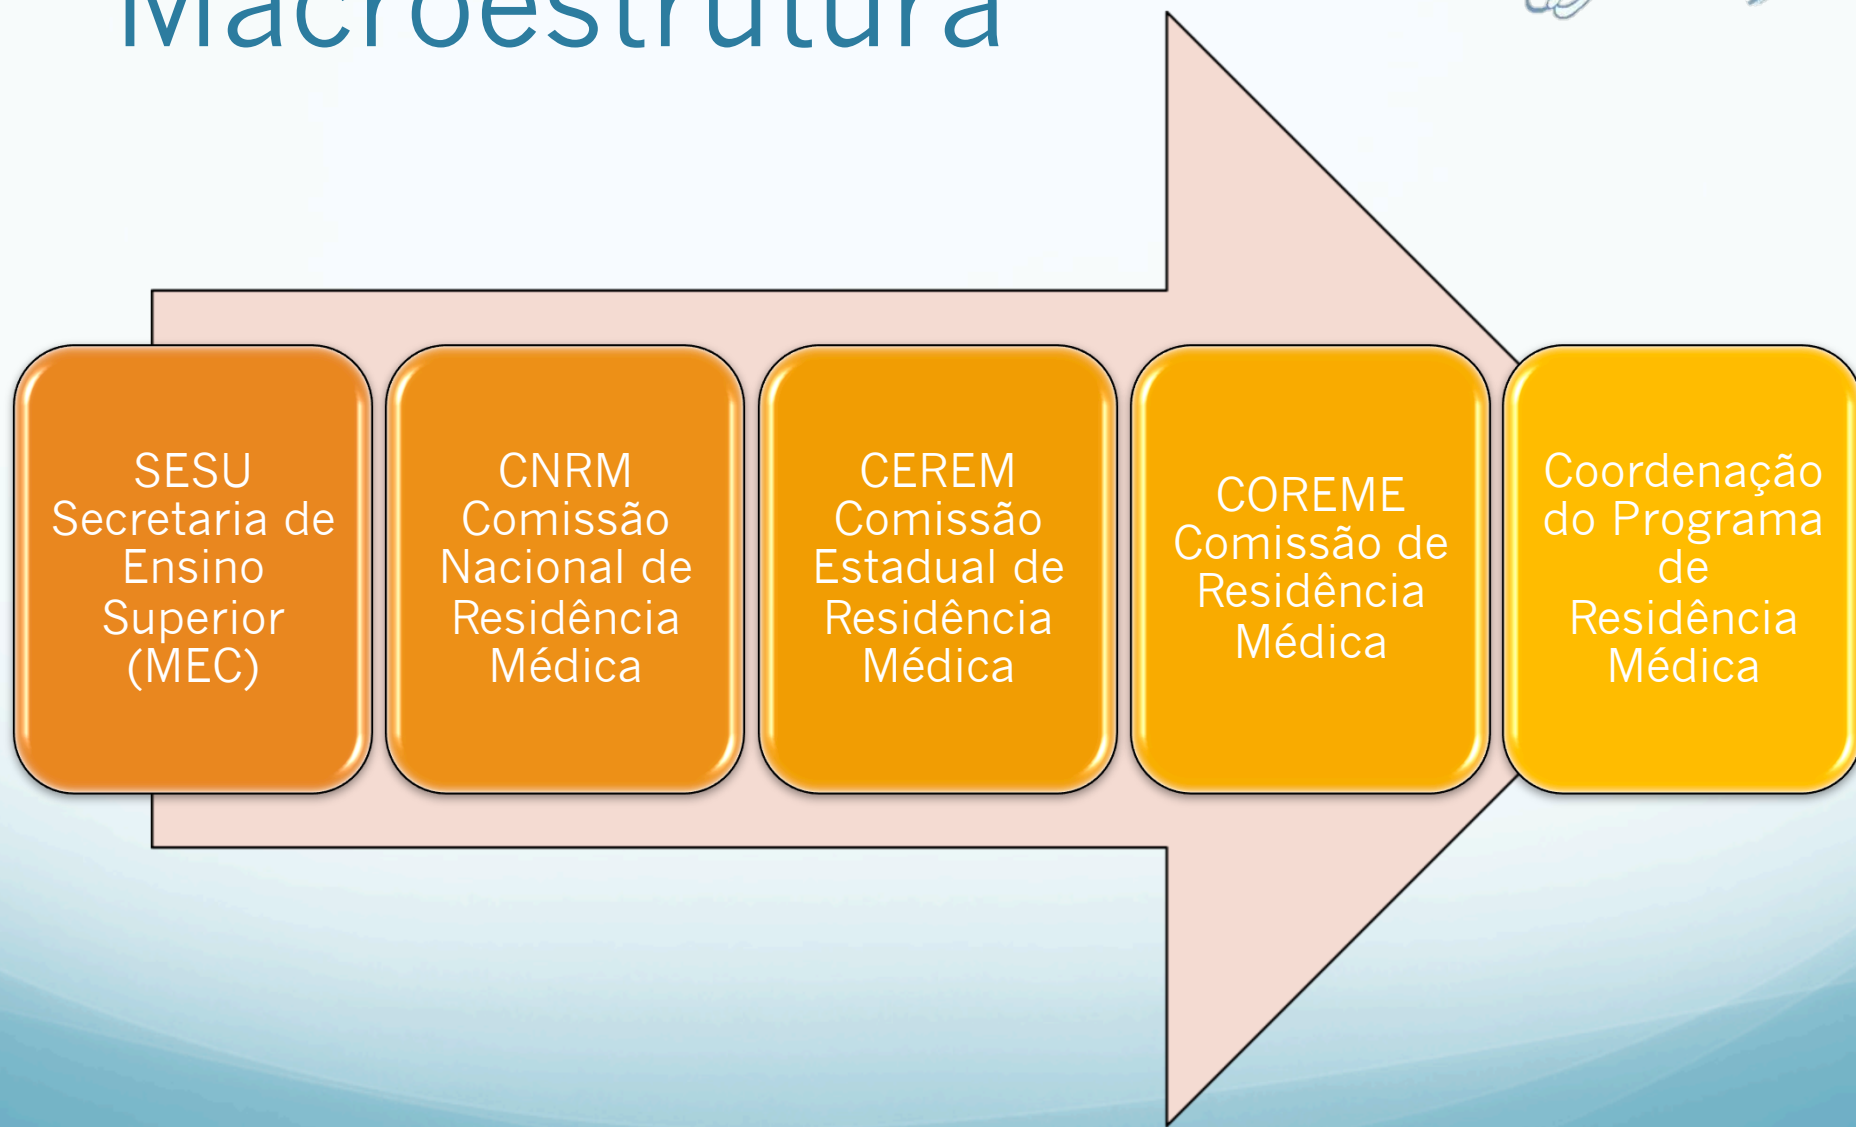 Macroestrutura
SESU
Secretaria de
Ensino
Superior
(MEC)
CNRM
Comissão
Nacional de
Residência
Médica
CEREM
Comissão
Estadual de
Residência
Médica
COREME
Comissão de
Residência
Médica
Coordenação
do Programa
de
Residência
Médica